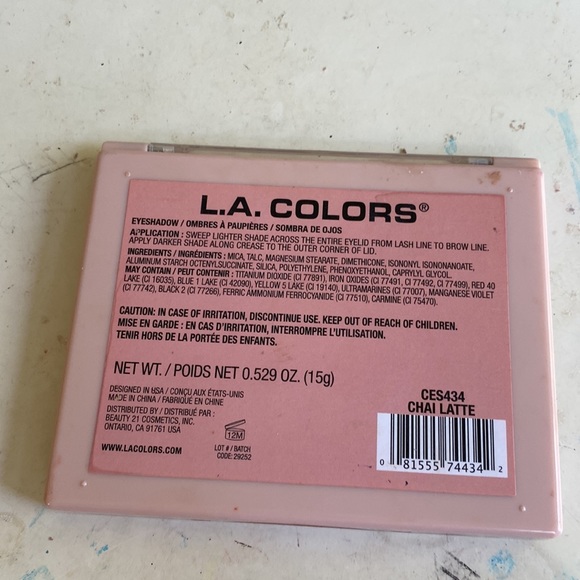 L.A. COLORS®
EYESHADOW / OMBRES À PAUPIÈRES / SOMBRA DE OJOS
APPLICATION : SWEEP LIGHTER SHADE ACROSS THE ENTIRE EYELID FROM LASH LINE TO BROW LINE.
APPLY DARKER SHADE ALONG CREASE TO THE OUTER CORNER OF LID.
INGREDIENTS / INGRÉDIENTS : MICA, TALC, MAGNESIUM STEARATE, DIMETHICONE, ISONONYL ISONONANOATE,
ALUMINUM STARCH OCTENYLSUCCINATE, SILICA, POLYETHYLENE, PHENOXYETHANOL, CAPRYLYL GLYCOL.
MAY CONTAIN / PEUT CONTENIR : TITANIUM DIOXIDE (CI 77891), IRON OXIDES (CI 77491, CI 77492, CI 77499), RED 40
LAKE (CI 16035), BLUE 1 LAKE (CI 42090), YELLOW 5 LAKE (CI 19140), ULTRAMARINES (CI 77007), MANGANESE VIOLET
(CI 77742), BLACK 2 (CI 77266), FERRIC AMMONIUM FERROCYANIDE (CI 77510), CARMINE (CI 75470).
CAUTION: IN CASE OF IRRITATION, DISCONTINUE USE. KEEP OUT OF REACH OF CHILDREN.
MISE EN GARDE : EN CAS D'IRRITATION, INTERROMPRE L'UTILISATION.
TENIR HORS DE LA PORTÉE DES ENFANTS.
NET WT. / POIDS NET 0.529 OZ. (15g)
DESIGNED IN USA / CONÇU AUX ÉTATS-UNIS
MADE IN CHINA / FABRIQUÉ EN CHINE
DISTRIBUTED BY / DISTRIBUÉ PAR :
BEAUTY 21 COSMETICS, INC.
ONTARIO, CA 91761 USA
WWW.LACOLORS.COM
12M
LOT # / BATCH
CODE: 29252
CES434
CHAI LATTE
0 81555 74434 2